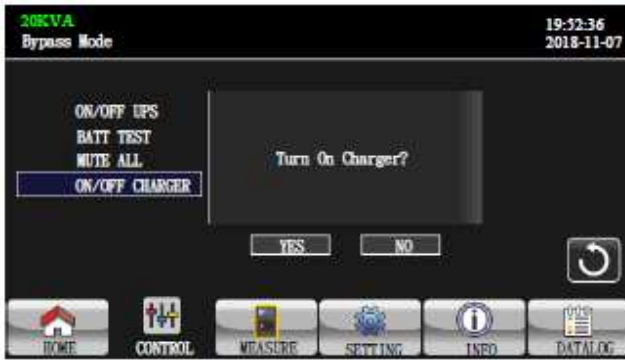 20KVA
Bypass Mode
19:52:36
2018-11-07
ON/OFF UPS
BATT TEST
MUTE ALL
ON/OFF CHARGER
Turn On Charger?
YES
NO
HOME
CONTROL
MEASURE
SETTING
INFO
DATALOG